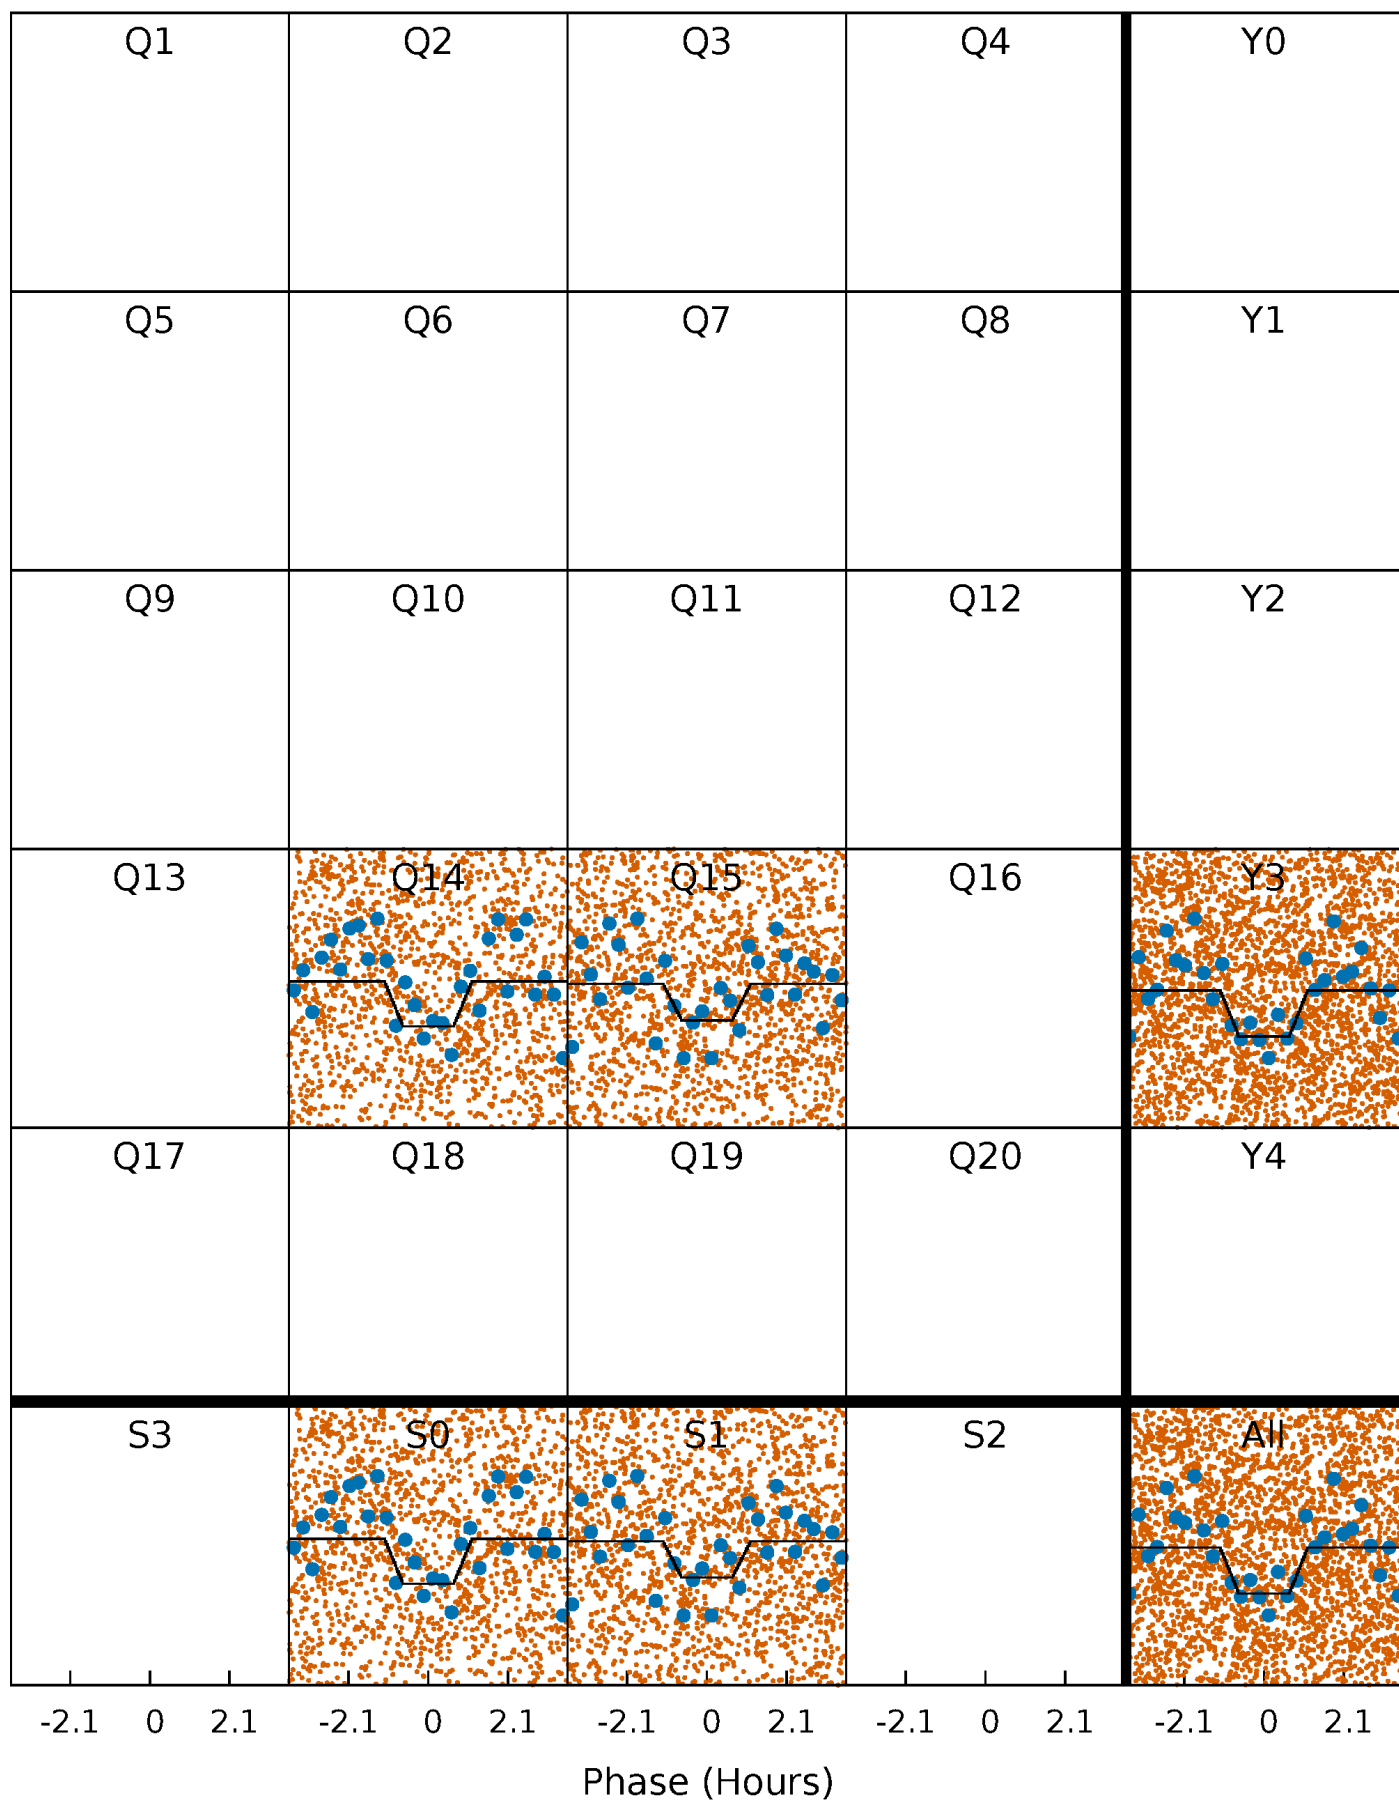 Q1 Q2 Q3 Q4 Y0
Q5 Q6 Q7 Q8 Y1
Q9 Q10 Q11 Q12 Y2
Q13 Q14 Q15 Q16 Y3
Q17 Q18 Q19 Q20 Y4
S3 S0 S1 S2 All
-2.1 0 2.1 -2.1 0 2.1 -2.1 0 2.1 -2.1 0 2.1 -2.1 0 2.1
Phase (Hours)